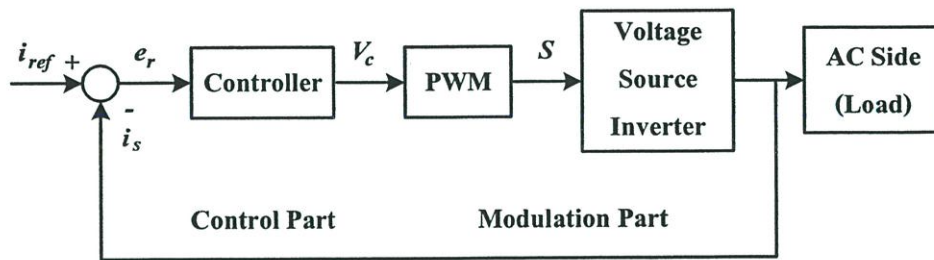 i_ref +
e_r
Controller
V_c
PWM
S
Voltage
Source
Inverter
AC Side
(Load)
-
i_s
Control Part
Modulation Part